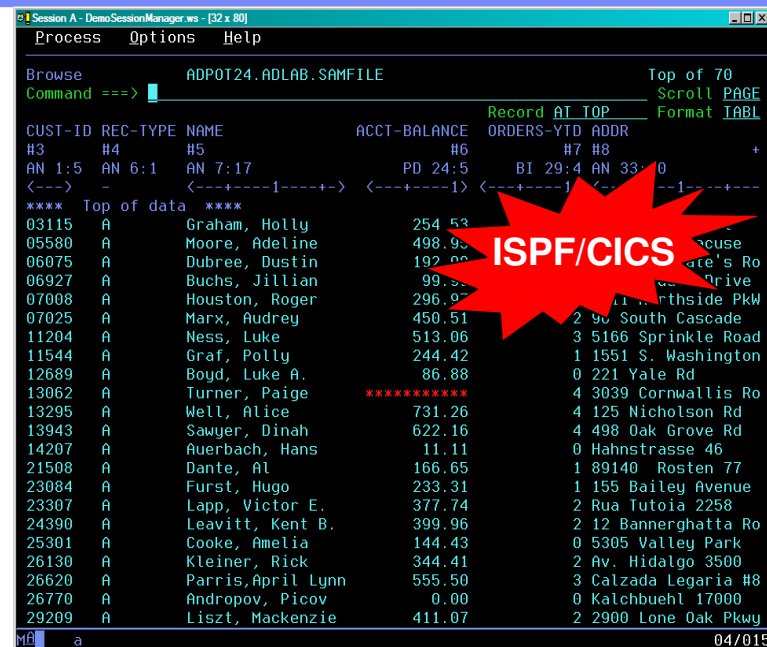 Session A - DemoSessionManager.ws - [32 x 80]
Process Options Help
Browse ADPOT24.ADLAB.SAMFILE Top of 70
Command ===> Scroll PAGE
Record AT TOP Format TABL
CUST-ID REC-TYPE NAME ACCT-BALANCE ORDERS-YTD ADDR
#3 #4 #5 #6 #7 #8 +
AN 1:5 AN 6:1 AN 7:17 PD 24:5 BI 29:4 AN
<---> - <---+----1----+-> <---+----1>
**** Top of data ****
03115 A Graham, Holly 254.53
05580 A Moore, Adeline
06075 A Dubree, Dustin Ro
06927 A Buchs, Jillian Drive
07008 A Houston, Roger 296.97 PkW
ISPF/CICS
07025 A Marx, Audrey 450.51 2 South Cascade
11204 A Ness, Luke 513.06 3 5166 Sprinkle Road
11544 A Graf, Polly 244.42 1 1551 S. Washington
12689 A Boyd, Luke A. 86.88 0 221 Yale Rd
13062 A Turner, Paige *********** 4 3039 Cornwallis Ro
13295 A Well, Alice 731.26 4 125 Nicholson Rd
13943 A Sawyer, Dinah 622.16 4 498 Oak Grove Rd
14207 A Auerbach, Hans 11.11 0 Hahnstrasse 46
21508 A Dante, Al 166.65 1 89140 Rosten 77
23084 A Furst, Hugo 233.31 1 155 Bailey Avenue
23307 A Lapp, Victor E. 377.74 2 Rua Tutoia 2258
24390 A Leavitt, Kent B. 399.96 2 12 Bannerghatta Ro
25301 A Cooke, Amelia 144.43 0 5305 Valley Park
26130 A Kleiner, Rick 344.41 2 Av. Hidalgo 3500
26620 A Parris,April Lynn 555.50 3 Calzada Legaria #8
26770 A Andropov, Picov 0.00 0 Kalchbuehl 17000
29209 A Liszt, Mackenzie 411.07 2 2900 Lone Oak Pkwy
MA a 04/015